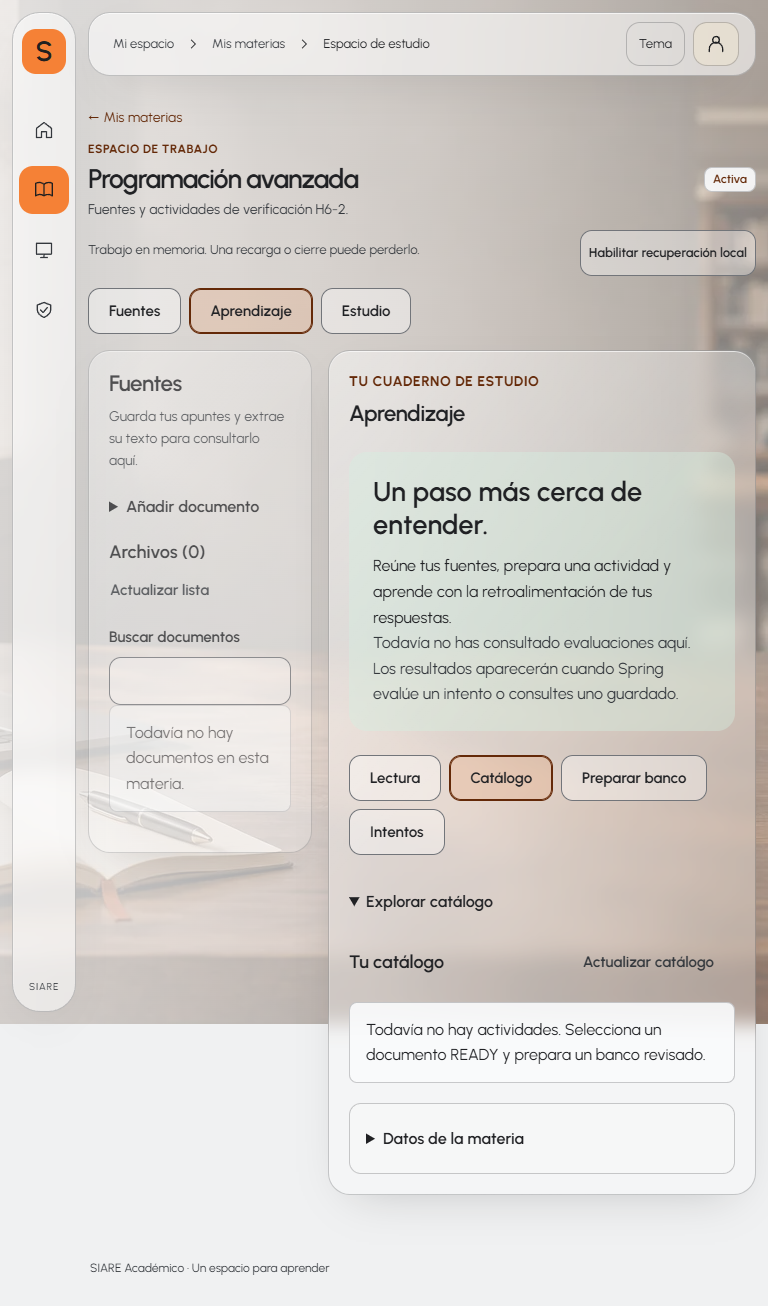 S
Mi espacio > Mis materias > Espacio de estudio
Tema
← Mis materias
ESPACIO DE TRABAJO
Programación avanzada
Activa
Fuentes y actividades de verificación H6-2.
Trabajo en memoria. Una recarga o cierre puede perderlo.
Habilitar recuperación local
Fuentes
Aprendizaje
Estudio
Fuentes
Guarda tus apuntes y extrae
su texto para consultarlo
aquí.
Añadir documento
Archivos (0)
Actualizar lista
Buscar documentos
Todavía no hay
documentos en esta
materia.
TU CUADERNO DE ESTUDIO
Aprendizaje
Un paso más cerca de
entender.
Reúne tus fuentes, prepara una actividad y
aprende con la retroalimentación de tus
respuestas.
Todavía no has consultado evaluaciones aquí.
Los resultados aparecerán cuando Spring
evalúe un intento o consultes uno guardado.
Lectura
Catálogo
Preparar banco
Intentos
Explorar catálogo
Tu catálogo
Actualizar catálogo
Todavía no hay actividades. Selecciona un
documento READY y prepara un banco revisado.
Datos de la materia
SIARE
SIARE Académico · Un espacio para aprender